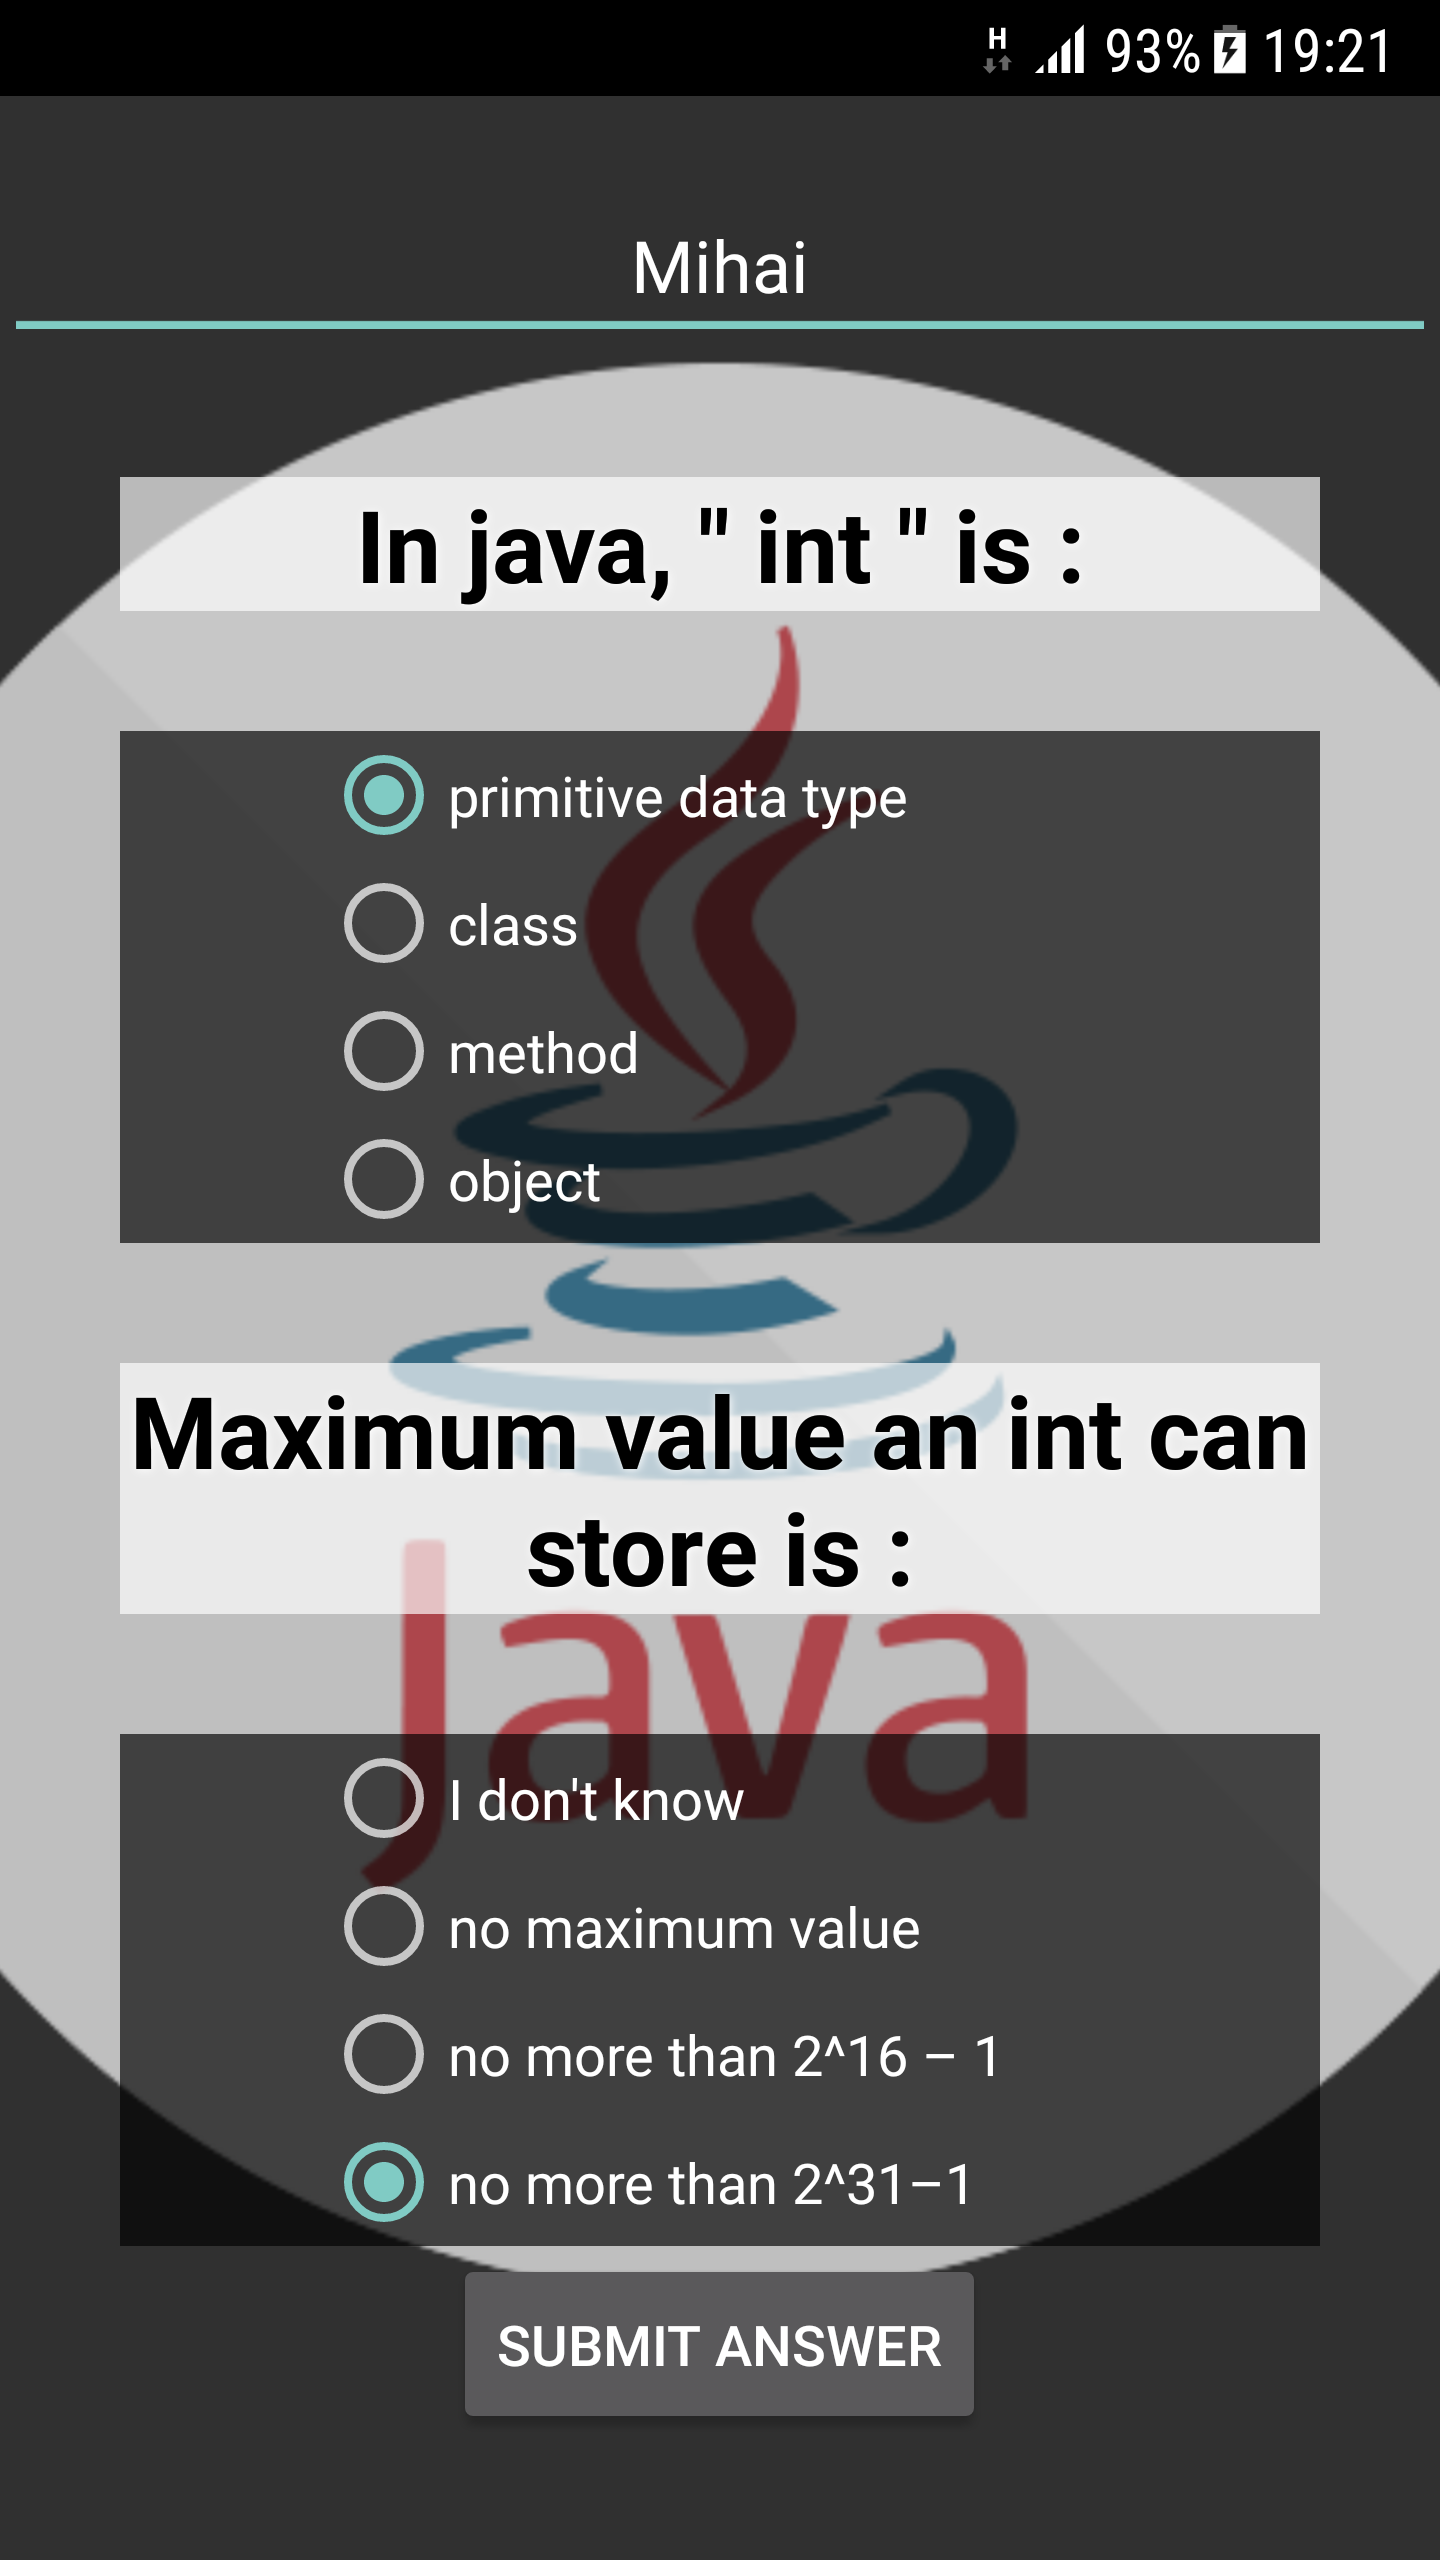 H 93% 19:21
Mihai
In java, " int " is :
primitive data type
class
method
object
Maximum value an int can
store is :
java
I don't know
no maximum value
no more than 2^16 – 1
no more than 2^31–1
SUBMIT ANSWER